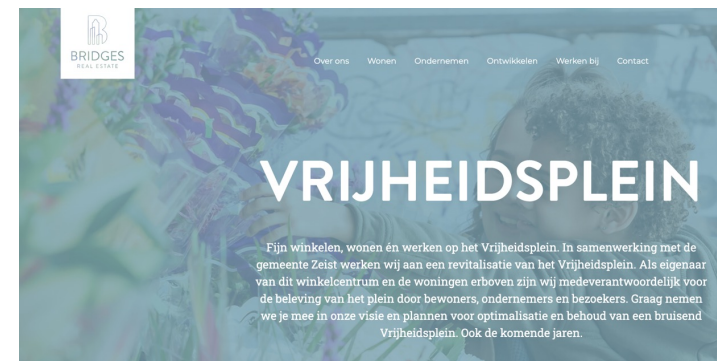 BRIDGES
REAL ESTATE
Over ons Wonen Ondernemen Ontwikkelen Werken bij Contact
VRIJHEIDSPLEIN
Fijn winkelen, wonen én werken op het Vrijheidsplein. In samenwerking met de
gemeente Zeist werken wij aan een revitalisatie van het Vrijheidsplein. Als eigenaar
van dit winkelcentrum en de woningen erboven zijn wij medeverantwoordelijk voor
de beleving van het plein door bewoners, ondernemers en bezoekers. Graag nemen
we je mee in onze visie en plannen voor optimalisatie en behoud van een bruisend
Vrijheidsplein. Ook de komende jaren.